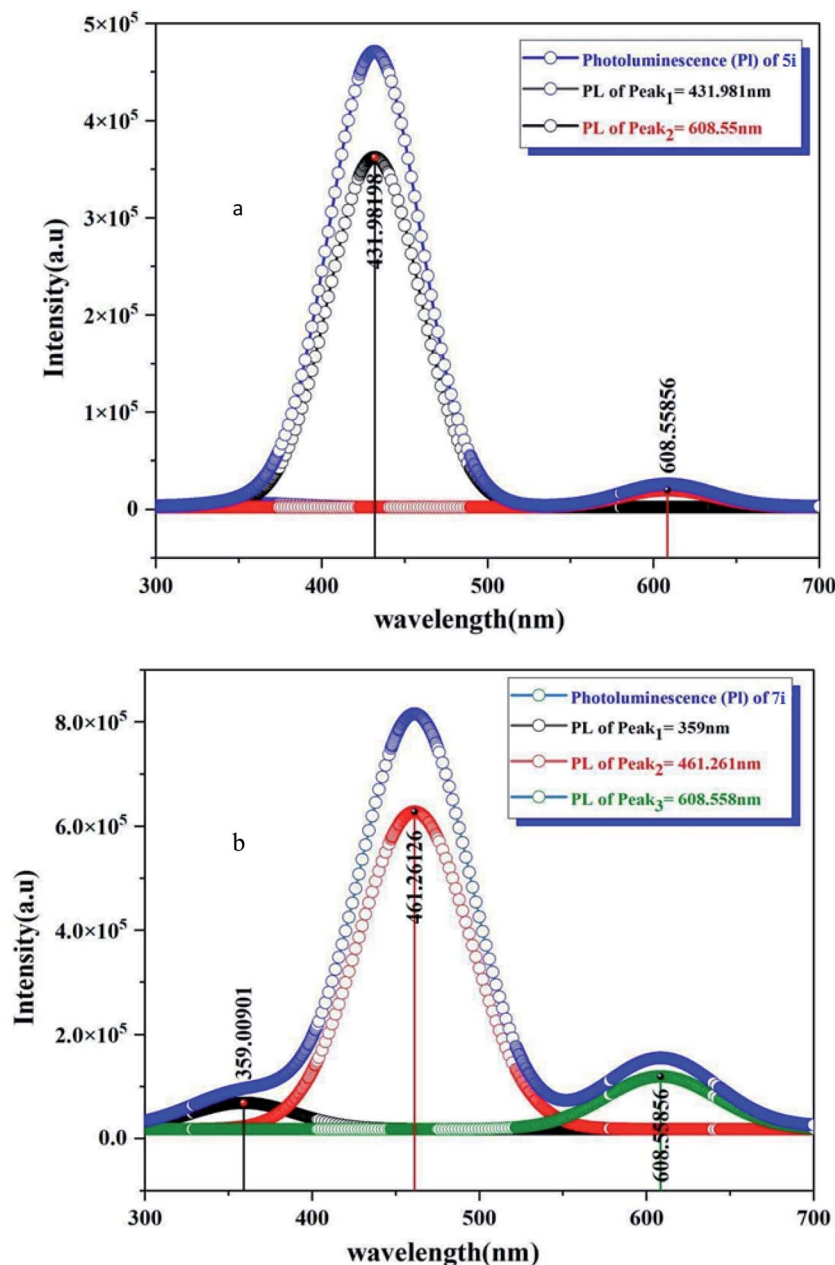 5×10⁵
4×10⁵
3×10⁵
2×10⁵
1×10⁵
0
Intensity(a.u)
a
Photoluminescence (Pl) of 5i
PL of Peak₁= 431.981nm
PL of Peak₂= 608.55nm
431.98198
608.55856
300
400
500
600
700
wavelength(nm)
8.0×10⁵
6.0×10⁵
4.0×10⁵
2.0×10⁵
0.0
Intensity(a.u)
b
Photoluminescence (Pl) of 7i
PL of Peak₁= 359nm
PL of Peak₂= 461.261nm
PL of Peak₃= 608.558nm
359.00901
461.26126
608.55856
300
400
500
600
700
wavelength(nm)